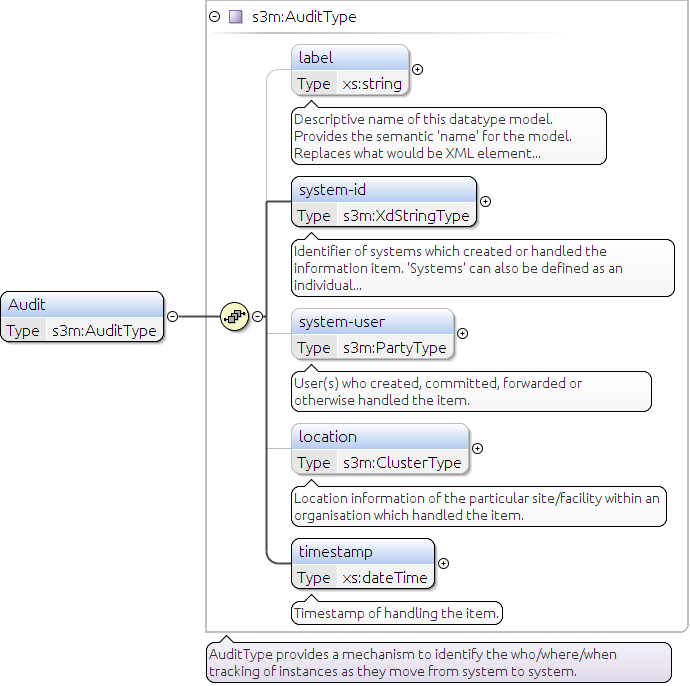 s3m:AuditType
label
Type xs:string
Descriptive name of this datatype model.
Provides the semantic 'name' for the model.
Replaces what would be XML element...
system-id
Type s3m:XdStringType
Identifier of systems which created or handled the
information item. 'Systems' can also be defined as an
individual...
Audit
Type s3m:AuditType
system-user
Type s3m:PartyType
User(s) who created, committed, forwarded or
otherwise handled the item.
location
Type s3m:ClusterType
Location information of the particular site/facility within an
organisation which handled the item.
timestamp
Type xs:dateTime
Timestamp of handling the item.
AuditType provides a mechanism to identify the who/where/when
tracking of instances as they move from system to system.